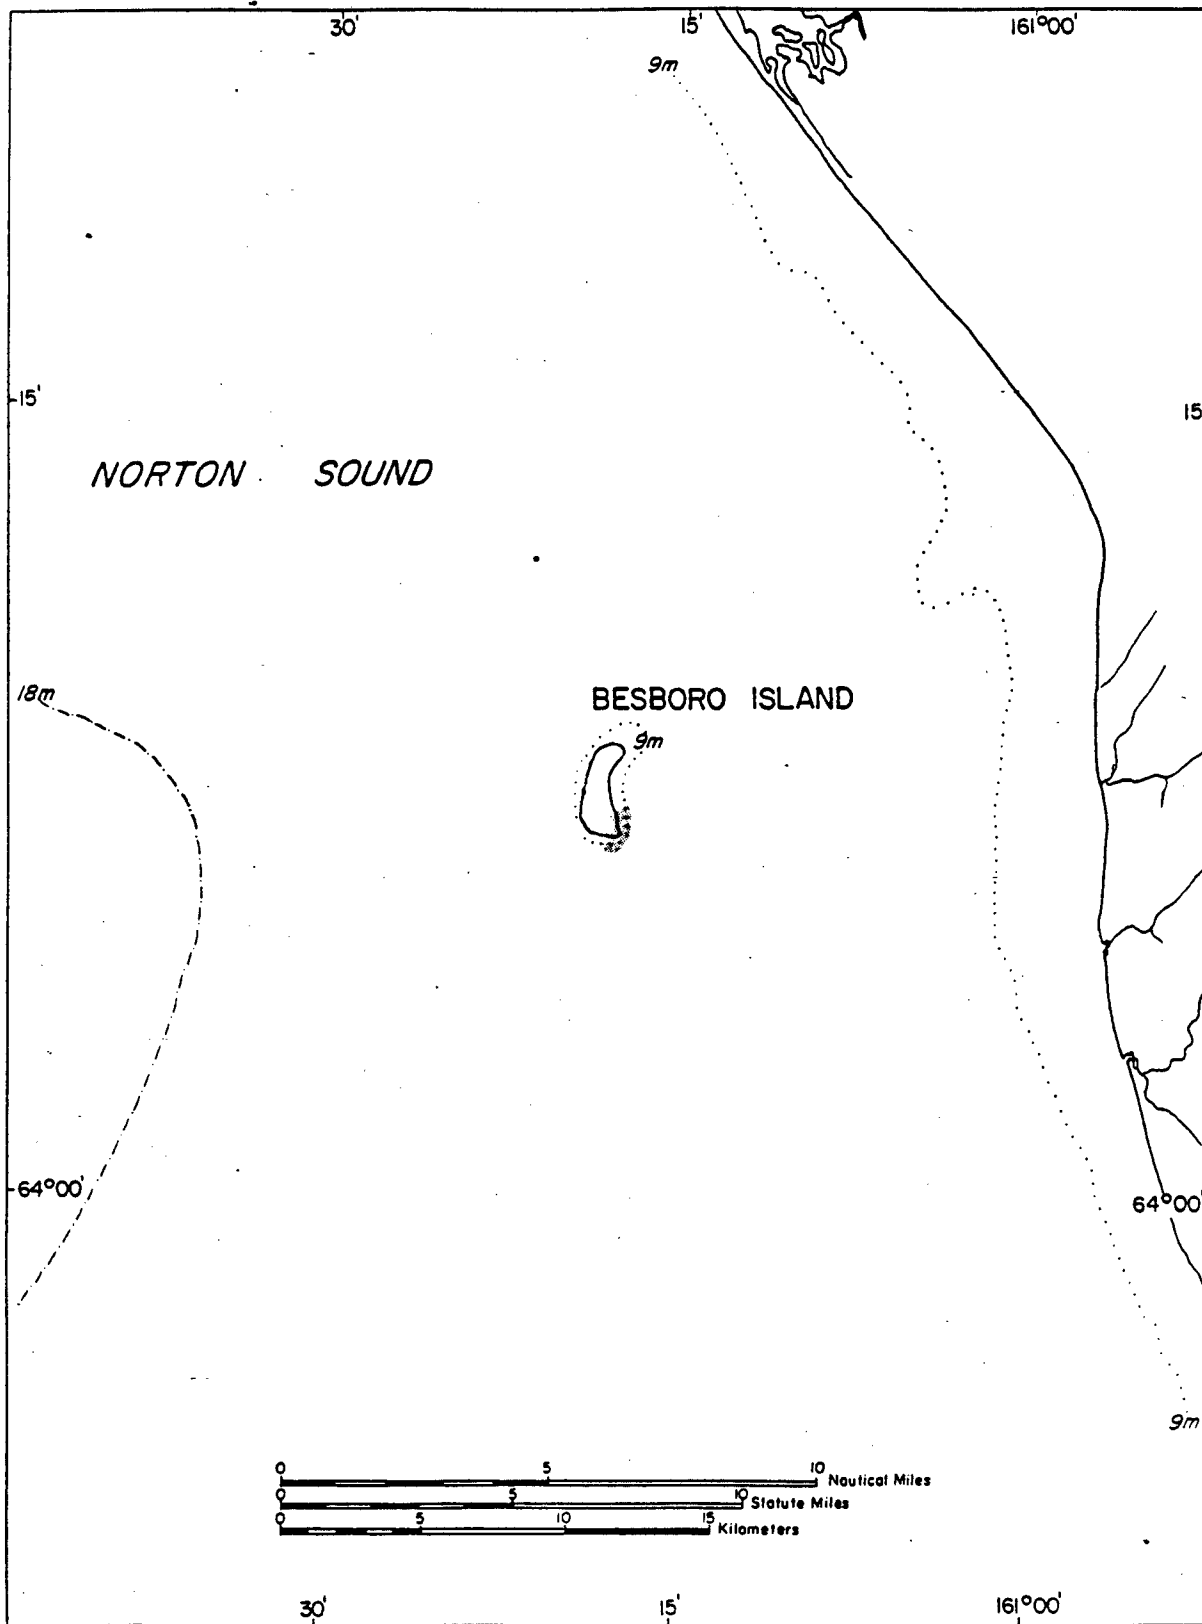 30' 15' 161°00'
9m
15'
15
NORTON SOUND
18m
BESBORO ISLAND
9m
64°00'
64°00'
9m
0 5 10 Nautical Miles
0 5 10 Statute Miles
0 5 10 15 Kilometers
30' 15' 161°00'